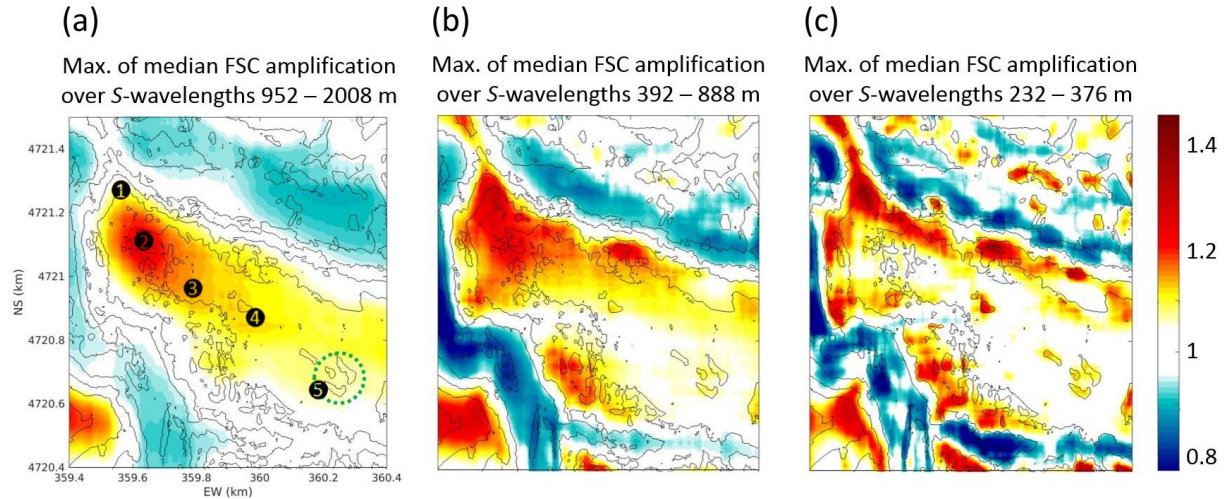 (a)
Max. of median FSC amplification
over S-wavelengths 952 – 2008 m
(b)
Max. of median FSC amplification
over S-wavelengths 392 – 888 m
(c)
Max. of median FSC amplification
over S-wavelengths 232 – 376 m
4721.4
4721.2
4721
4720.8
4720.6
4720.4
NS (km)
359.4
359.6
359.8
360
360.2
360.4
EW (km)
1
2
3
4
5
1.4
1.2
1
0.8